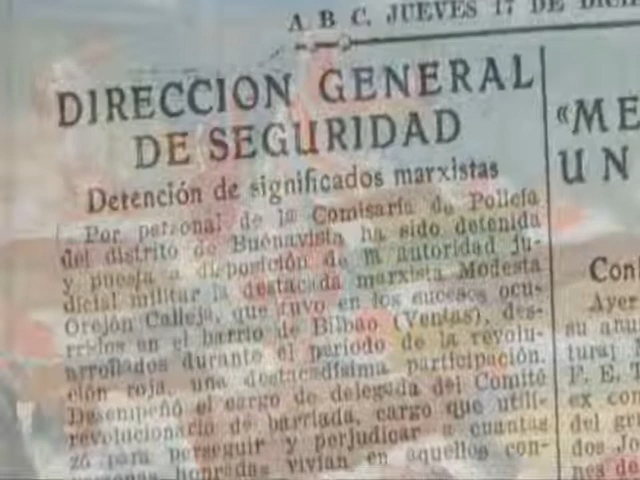 A B C. JUEVES 17 DE DICIE
DIRECCION GENERAL
DE SEGURIDAD
Detención de significados marxistas
Por personal de la Comisaría de Policía
del distrito de Buenavista ha sido detenida
y puesta a disposición de la autoridad ju-
dicial militar la destacada marxista Modesta
Orejón Calleja, que tuvo en los sucesos ocu-
rridos en el barrio de Bilbao (Ventas), des-
arrollados durante el período de la revolu-
ción roja, una destacadísima participación.
Desempeñó el cargo de delegada del Comité
revolucionario de barriada, cargo que utili-
zó para perseguir y perjudicar a cuantas
personas honradas vivían en aquellos con-
«ME
UN
Con
Ayer
su anu
tural
F. E. T
ex con
del gr
dos Jo
nes de